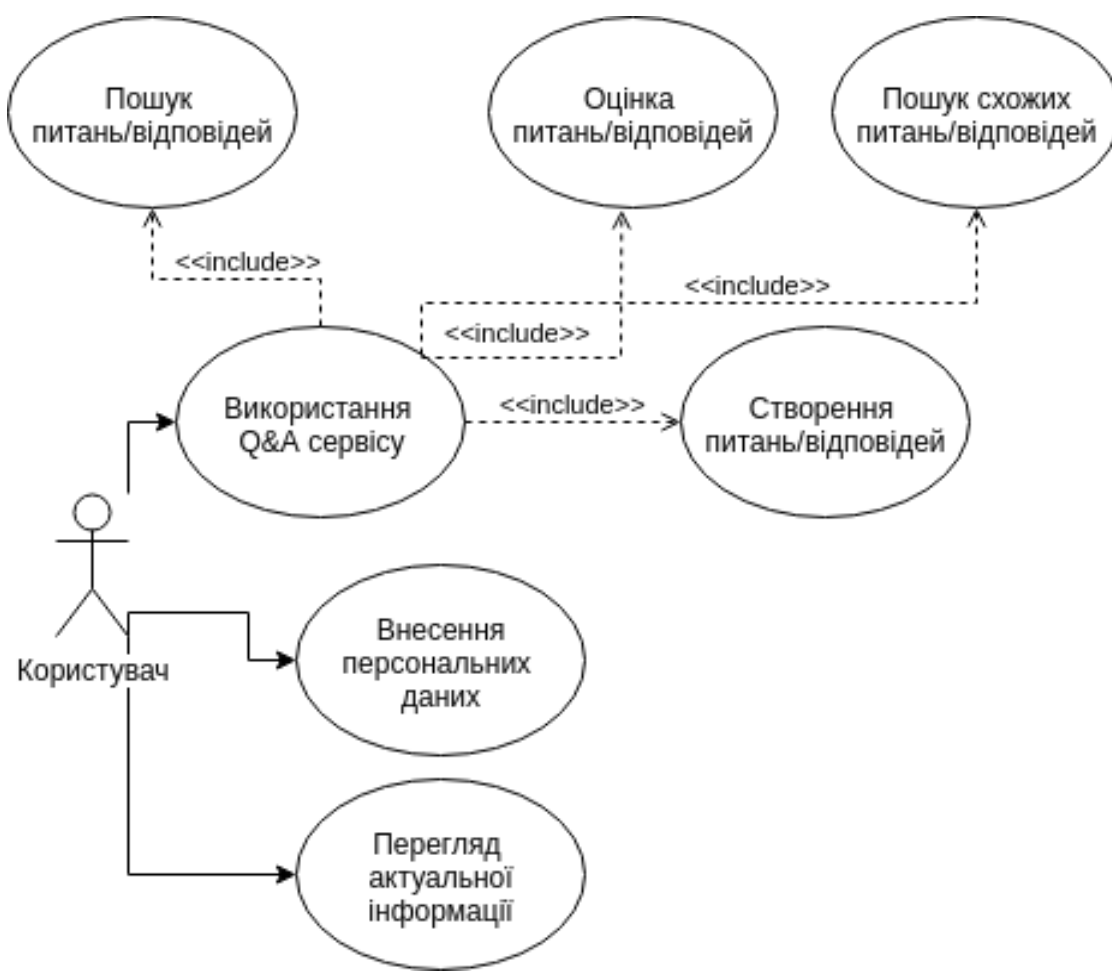 Пошук
питань/відповідей
Оцінка
питань/відповідей
Пошук схожих
питань/відповідей
<<include>>
<<include>>
<<include>>
<<include>>
Використання
Q&A сервісу
Створення
питань/відповідей
Користувач
Внесення
персональних
даних
Перегляд
актуальної
інформації